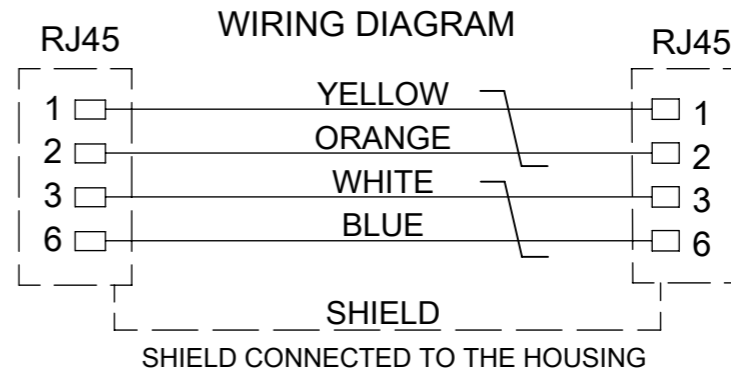 WIRING DIAGRAM
RJ45 RJ45
1 YELLOW 1
2 ORANGE 2
3 WHITE 3
6 BLUE 6
SHIELD
SHIELD CONNECTED TO THE HOUSING